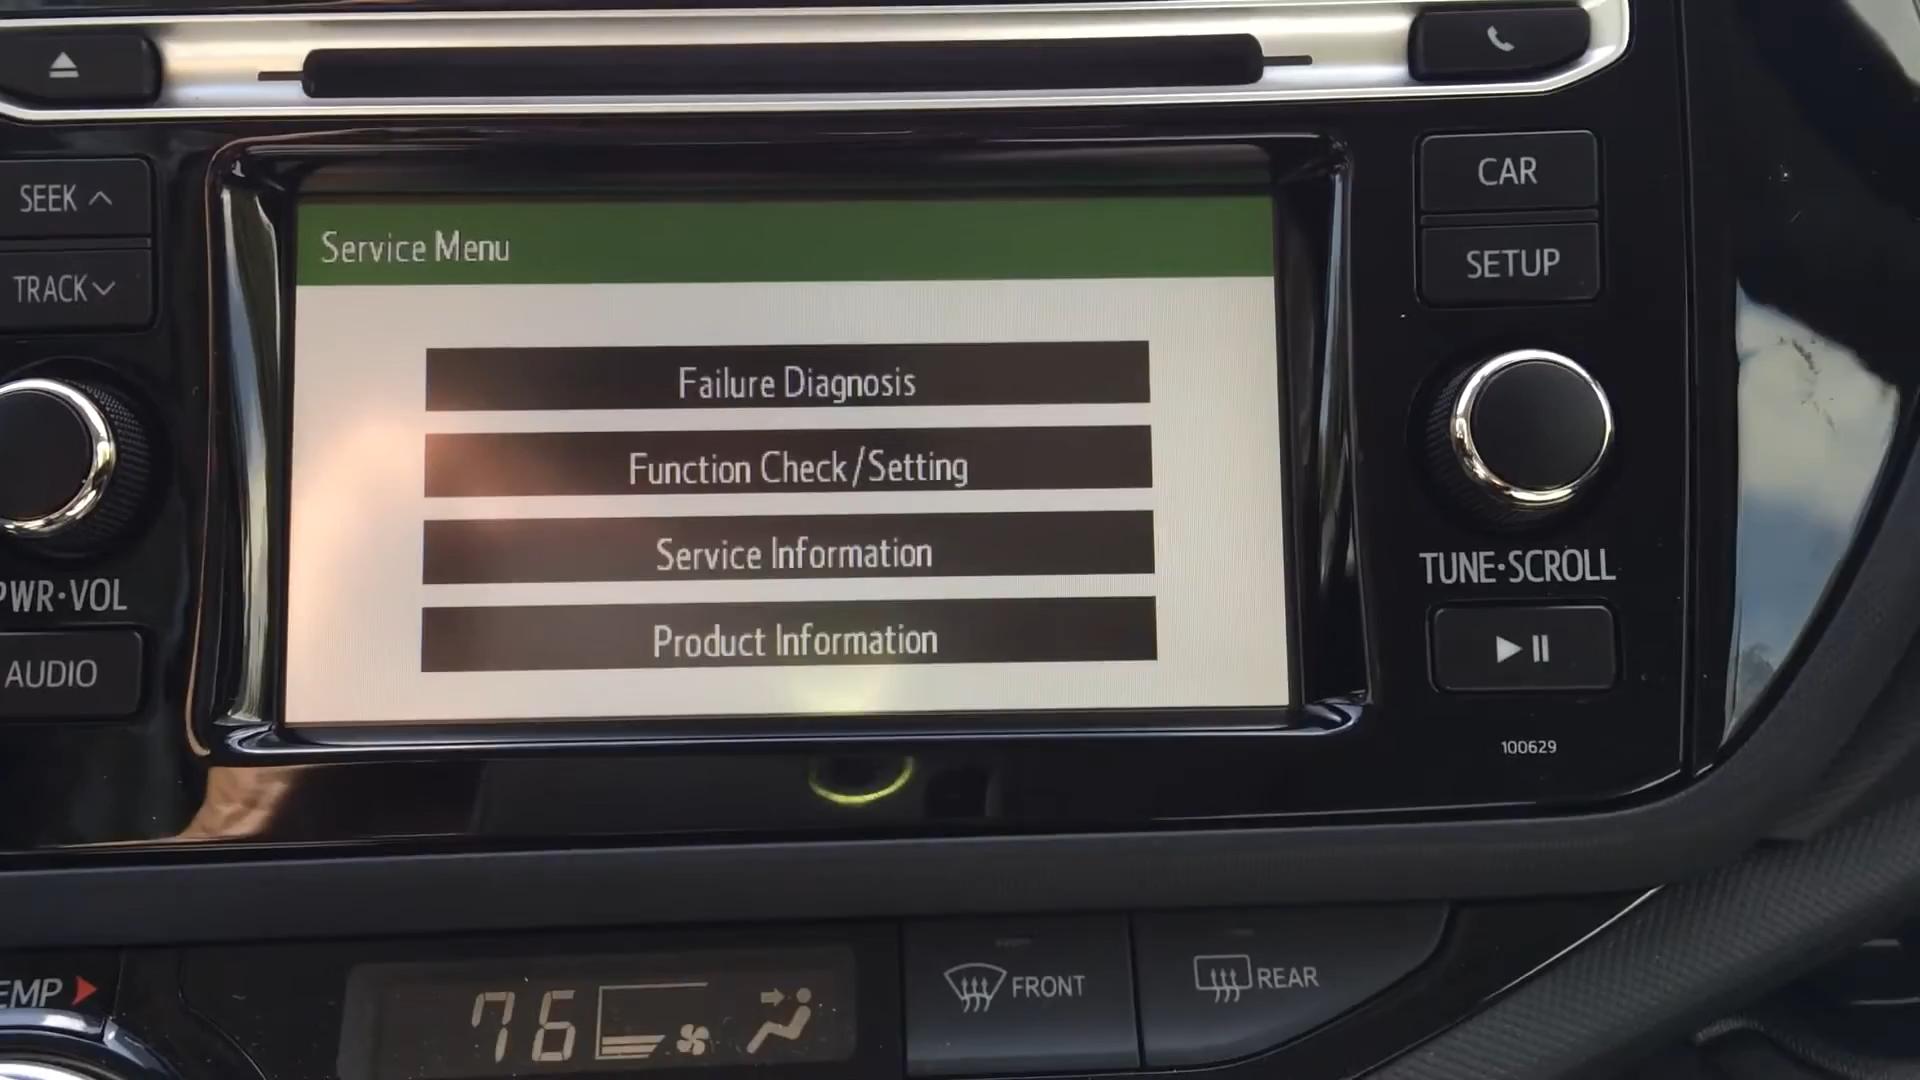 SEEK
TRACK
PWR•VOL
AUDIO
Service Menu
Failure Diagnosis
Function Check/Setting
Service Information
Product Information
CAR
SETUP
TUNE•SCROLL
100629
EMP
76
FRONT
REAR